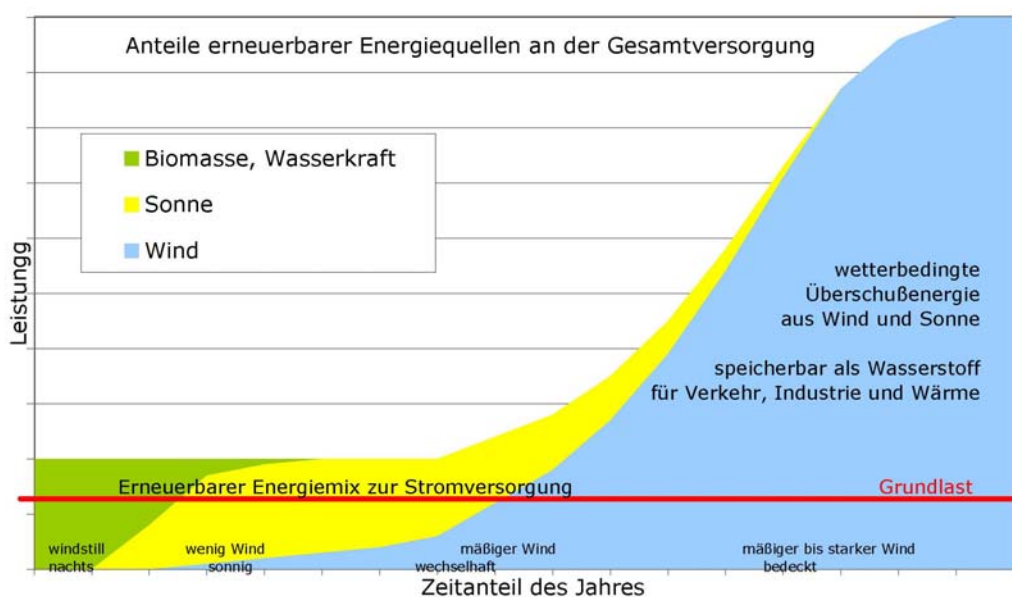 Anteile erneuerbarer Energiequellen an der Gesamtversorgung
Biomasse, Wasserkraft
Sonne
Wind
Leistungg
wetterbedingte
Überschußenergie
aus Wind und Sonne
speicherbar als Wasserstoff
für Verkehr, Industrie und Wärme
Erneuerbarer Energiemix zur Stromversorgung
Grundlast
windstill
nachts
wenig Wind
sonnig
mäßiger Wind
wechselhaft
mäßiger bis starker Wind
bedeckt
Zeitanteil des Jahres